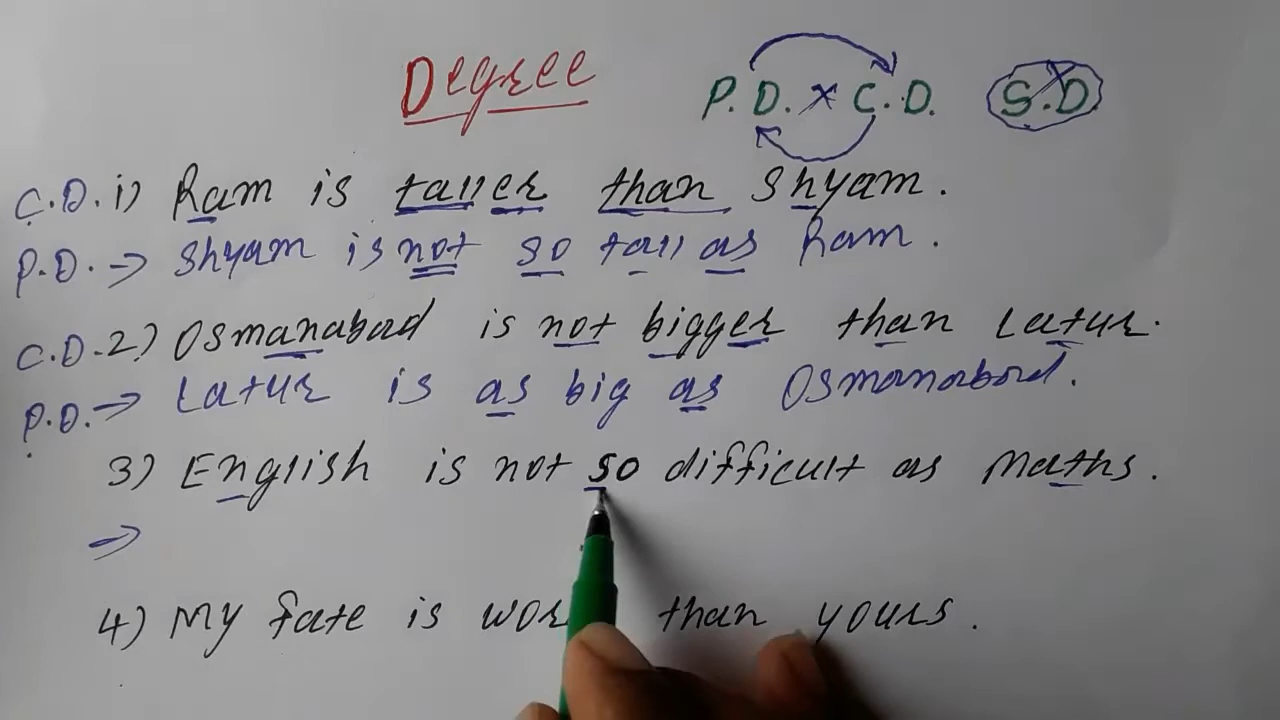 Degree P.D. × C.D. S.D.
C.D. 1) Ram is taller than Shyam.
P.D. → Shyam is not so tall as Ram.
C.D. 2) Osmanabad is not bigger than Latur.
P.D. → Latur is as big as Osmanabad.
3) English is not so difficult as Maths.
→
4) My fate is than yours.